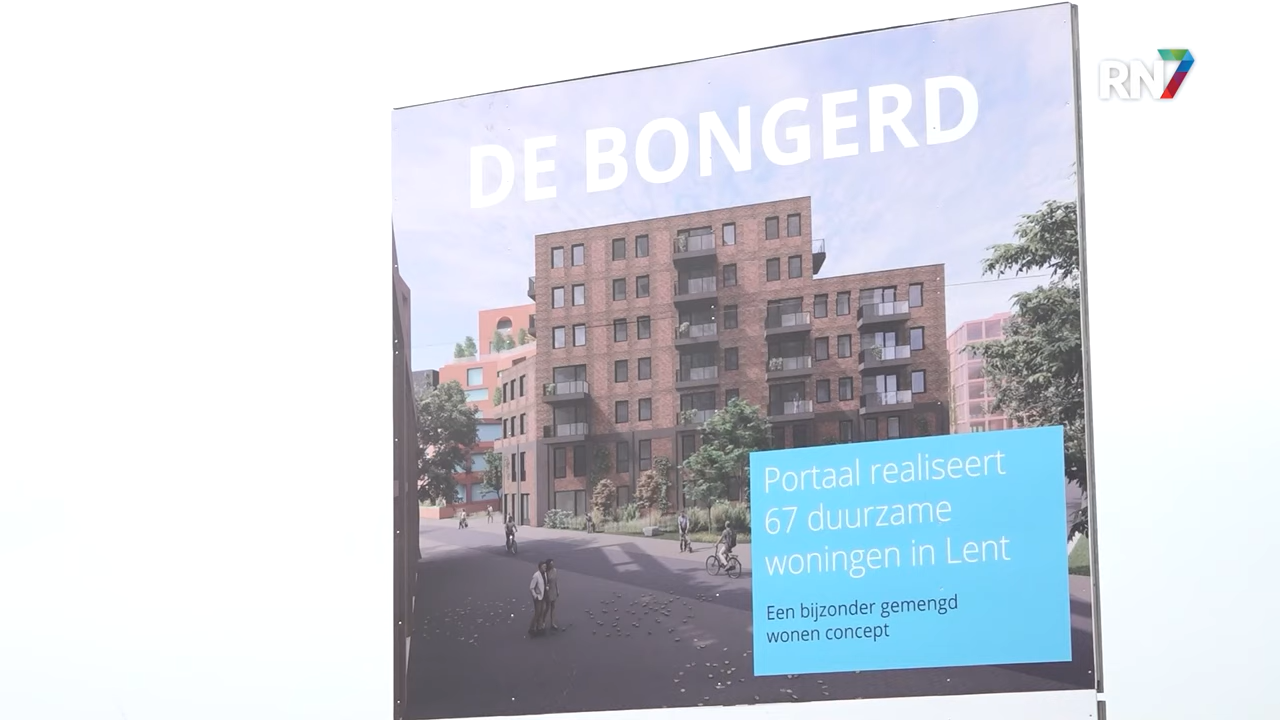 RN7
DE BONGERD
Portaal realiseert
67 duurzame
woningen in Lent
Een bijzonder gemengd
wonen concept